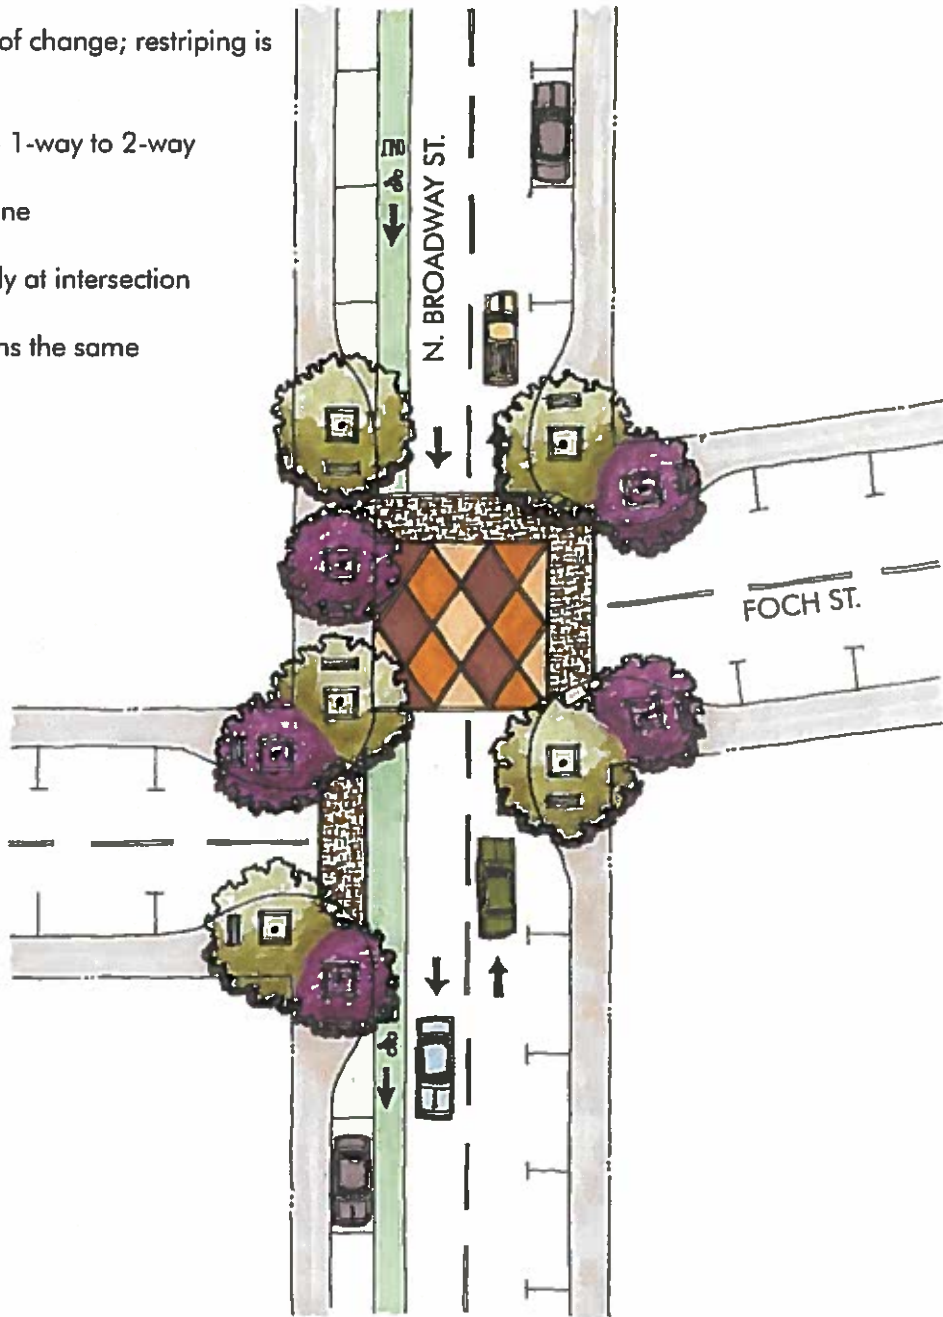 of change; restriping is
1-way to 2-way
ne
ly at intersection
ns the same
N. BROADWAY ST.
FOCH ST.